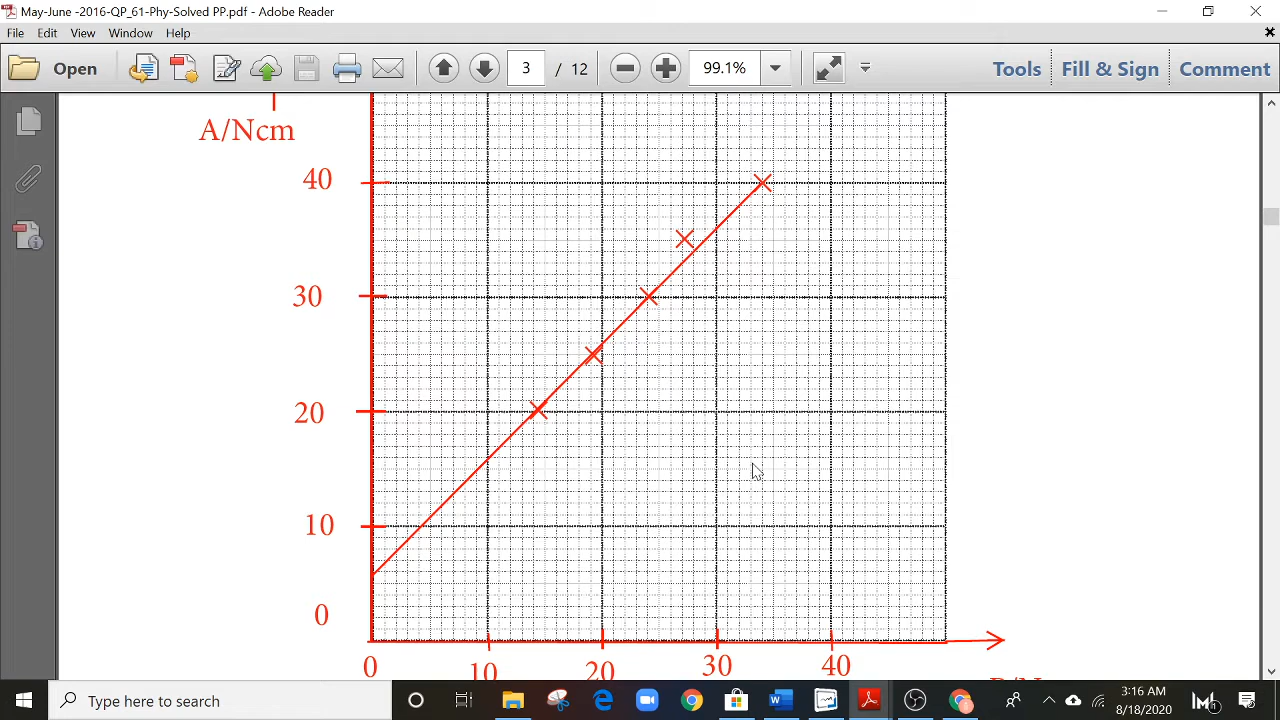 May-June -2016-QP_61-Phy-Solved PP.pdf - Adobe Reader
File Edit View Window Help
Open 3 / 12 99.1% Tools Fill & Sign Comment
A/Ncm
40
30
20
10
0
0 10 20 30 40
Type here to search
3:16 AM
8/18/2020